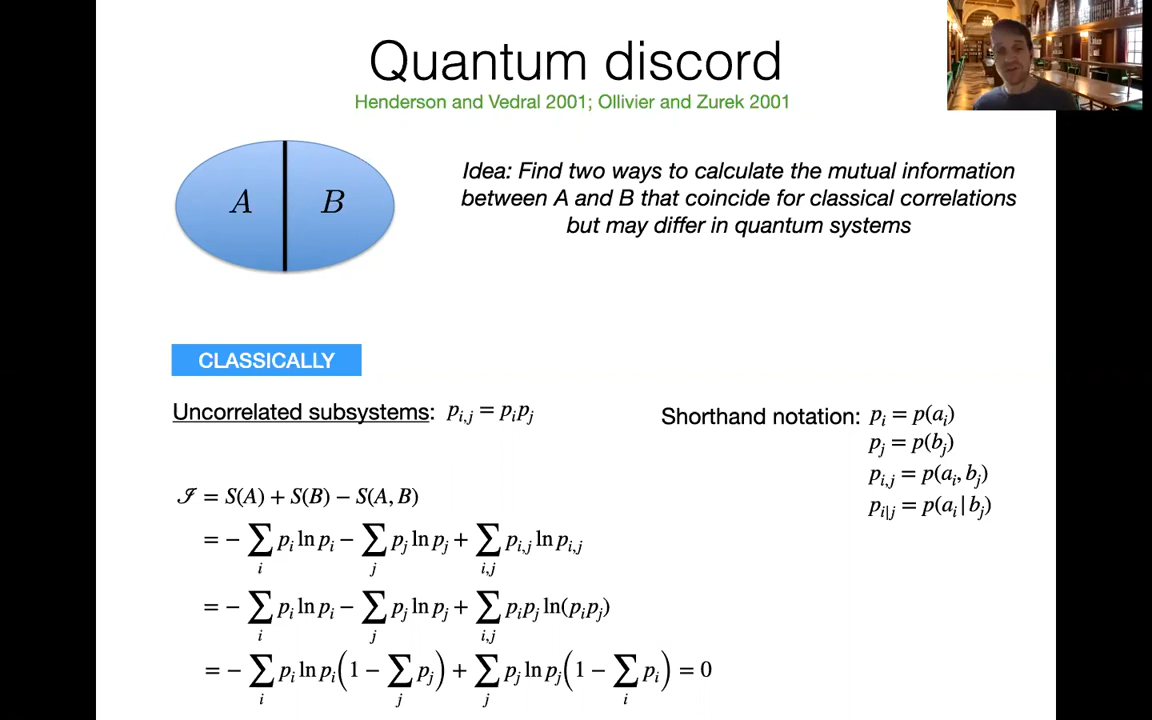 Quantum discord
Henderson and Vedral 2001; Ollivier and Zurek 2001
A B
Idea: Find two ways to calculate the mutual information
between A and B that coincide for classical correlations
but may differ in quantum systems
CLASSICALLY
Uncorrelated subsystems: p_{i,j} = p_i p_j
Shorthand notation: p_i = p(a_i)
p_j = p(b_j)
p_{i,j} = p(a_i, b_j)
p_{i|j} = p(a_i | b_j)
ℐ = S(A) + S(B) − S(A, B)
= − ∑_i p_i ln p_i − ∑_j p_j ln p_j + ∑_{i,j} p_{i,j} ln p_{i,j}
= − ∑_i p_i ln p_i − ∑_j p_j ln p_j + ∑_{i,j} p_i p_j ln(p_i p_j)
= − ∑_i p_i ln p_i (1 − ∑_j p_j) + ∑_j p_j ln p_j (1 − ∑_i p_i) = 0